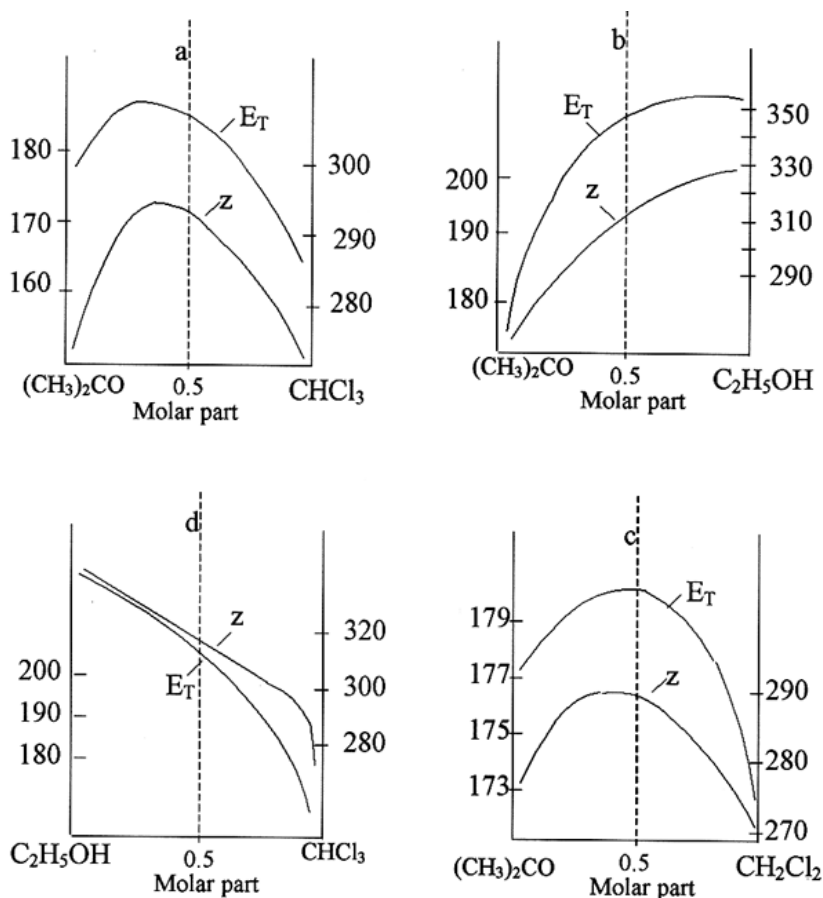 a
E_T
z
180
170
160
300
290
280
(CH₃)₂CO
0.5
CHCl₃
Molar part
b
E_T
z
200
190
180
350
330
310
290
(CH₃)₂CO
0.5
C₂H₅OH
Molar part
d
z
E_T
200
190
180
320
300
280
C₂H₅OH
0.5
CHCl₃
Molar part
c
E_T
z
179
177
175
173
290
280
270
(CH₃)₂CO
0.5
CH₂Cl₂
Molar part